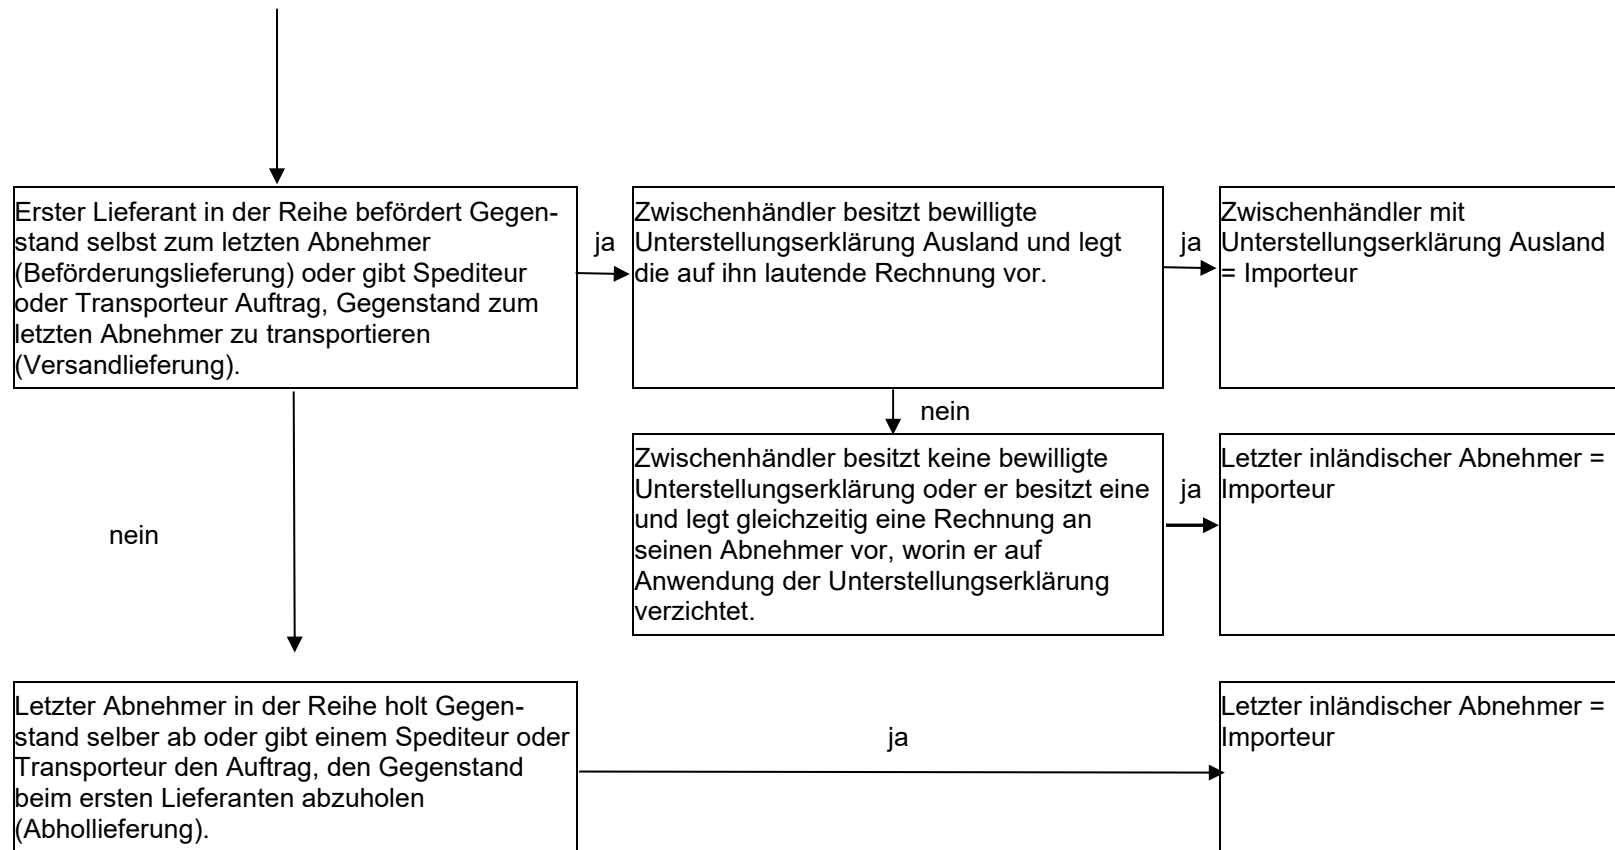 Erster Lieferant in der Reihe befördert Gegen-
stand selbst zum letzten Abnehmer
(Beförderungslieferung) oder gibt Spediteur
oder Transporteur Auftrag, Gegenstand zum
letzten Abnehmer zu transportieren
(Versandlieferung).
ja
Zwischenhändler besitzt bewilligte
Unterstellungserklärung Ausland und legt
die auf ihn lautende Rechnung vor.
ja
Zwischenhändler mit
Unterstellungserklärung Ausland
= Importeur
nein
Zwischenhändler besitzt keine bewilligte
Unterstellungserklärung oder er besitzt eine
und legt gleichzeitig eine Rechnung an
seinen Abnehmer vor, worin er auf
Anwendung der Unterstellungserklärung
verzichtet.
ja
Letzter inländischer Abnehmer =
Importeur
nein
Letzter Abnehmer in der Reihe holt Gegen-
stand selber ab oder gibt einem Spediteur oder
Transporteur den Auftrag, den Gegenstand
beim ersten Lieferanten abzuholen
(Abhollieferung).
ja
Letzter inländischer Abnehmer =
Importeur